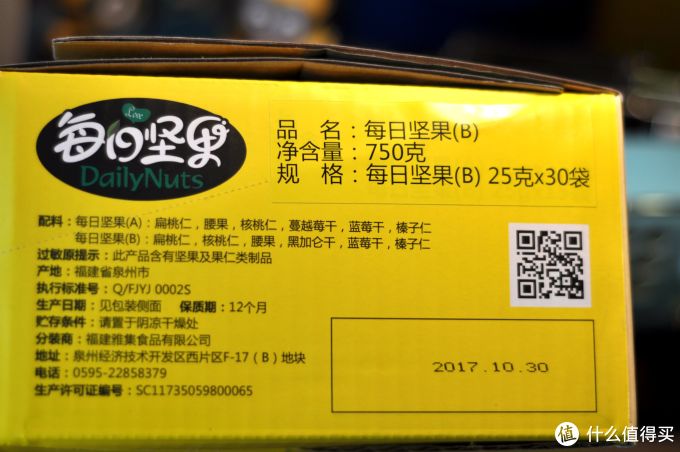 Love
每日坚果
DailyNuts
品 名：每日坚果(B)
净含量：750克
规 格：每日坚果(B) 25克x30袋
配料：每日坚果(A)：扁桃仁，腰果，核桃仁，蔓越莓干，蓝莓干，榛子仁
每日坚果(B)：扁桃仁，核桃仁，腰果，黑加仑干，蓝莓干，榛子仁
过敏原提示：此产品含有坚果及果仁类制品
产地：福建省泉州市
执行标准号：Q/FJYJ 0002S
生产日期：见包装侧面 保质期：12个月
贮存条件：请置于阴凉干燥处
分装商：福建雅集食品有限公司
地址：泉州经济技术开发区西片区F-17（B）地块
电话：0595-22858379
生产许可证编号：SC11735059800065
2017.10.30
值 什么值得买